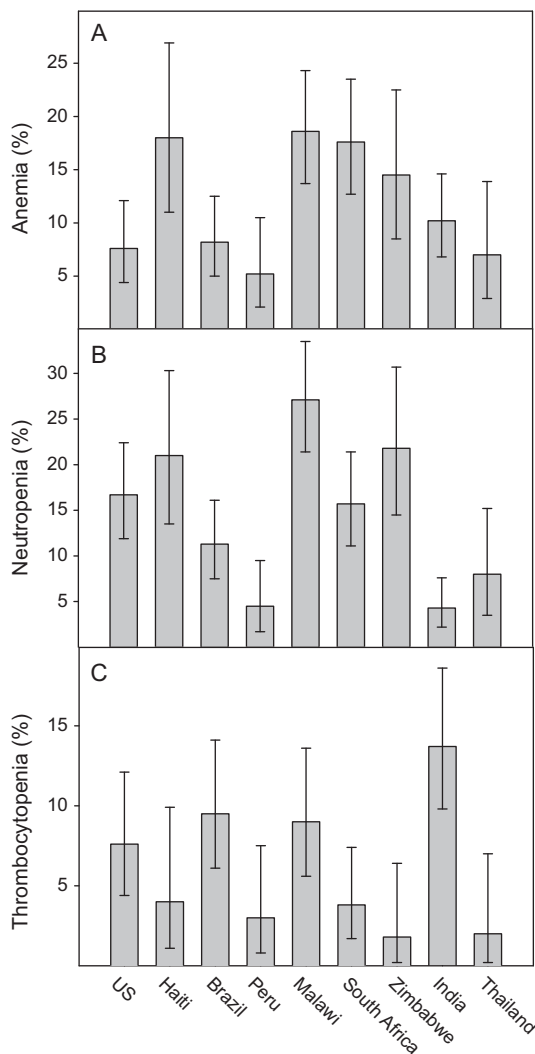 A
Anemia (%)
25
20
15
10
5
B
Neutropenia (%)
30
25
20
15
10
5
C
Thrombocytopenia (%)
15
10
5
US
Haiti
Brazil
Peru
Malawi
South Africa
Zimbabwe
India
Thailand